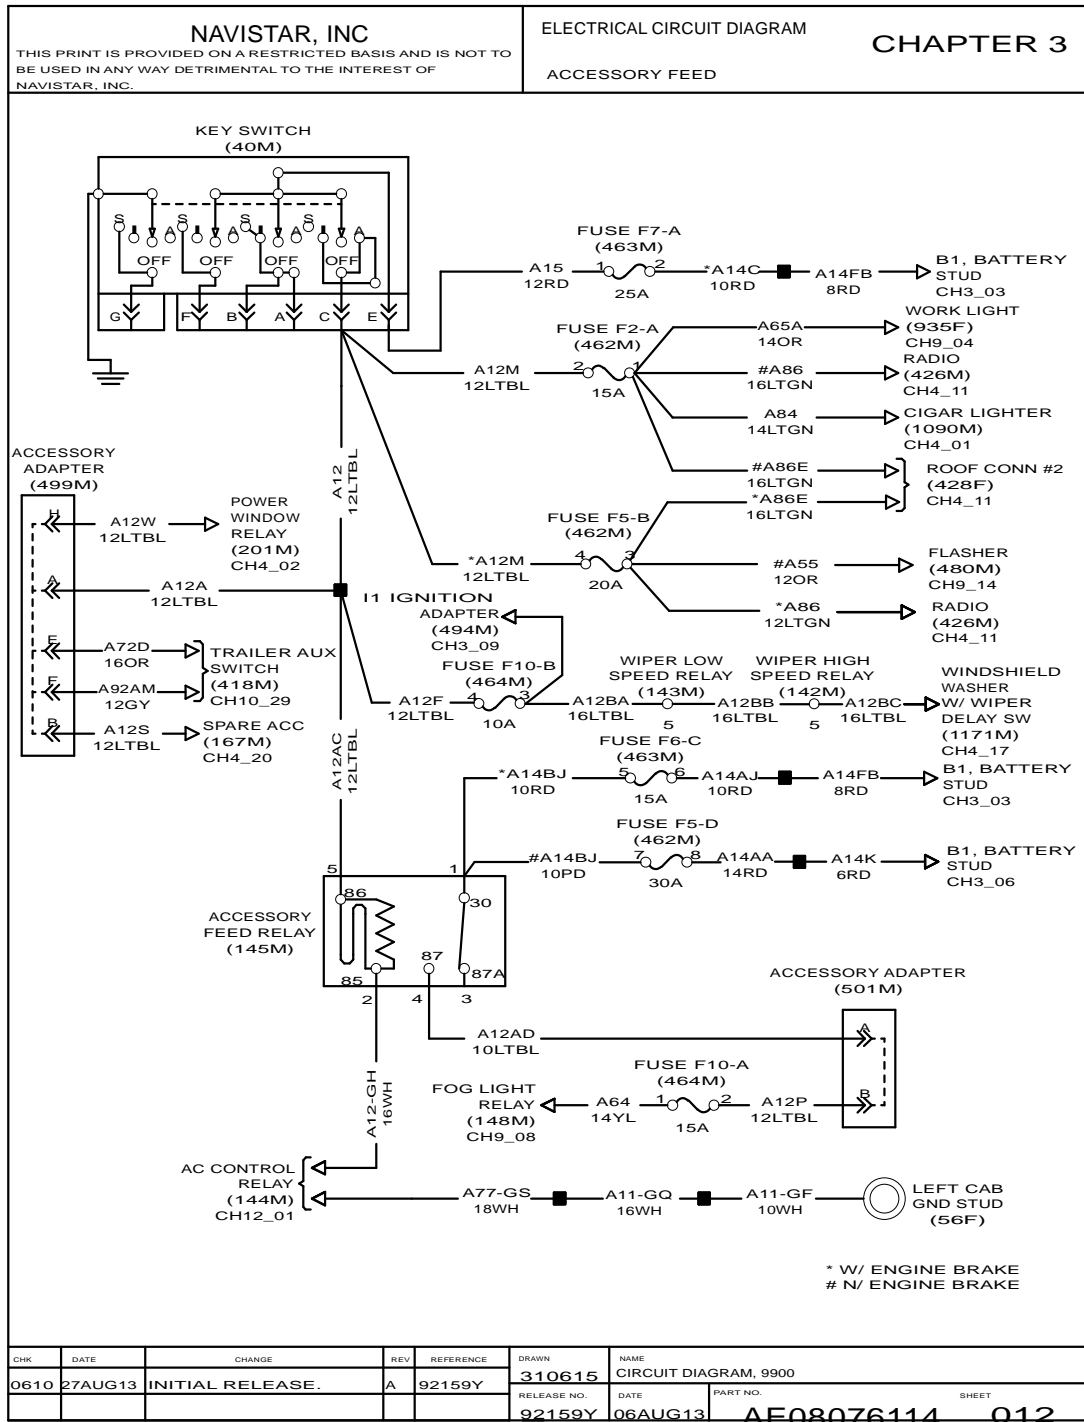 NAVISTAR, INC
THIS PRINT IS PROVIDED ON A RESTRICTED BASIS AND IS NOT TO
BE USED IN ANY WAY DETRIMENTAL TO THE INTEREST OF
NAVISTAR, INC.
ELECTRICAL CIRCUIT DIAGRAM
ACCESSORY FEED
CHAPTER 3
KEY SWITCH
(40M)
S I A S I A S I A S I A
OFF OFF OFF OFF
G F B A C E
FUSE F7-A
(463M)
A15
12RD
1 2
25A
*A14C
10RD
A14FB
8RD
B1, BATTERY
STUD
CH3_03
FUSE F2-A
(462M)
A12M
12LTBL
2 1
15A
A65A
14OR
WORK LIGHT
(935F)
CH9_04
#A86
16LTGN
RADIO
(426M)
CH4_11
A84
14LTGN
CIGAR LIGHTER
(1090M)
CH4_01
#A86E
16LTGN
*A86E
16LTGN
ROOF CONN #2
(428F)
CH4_11
FUSE F5-B
(462M)
*A12M
12LTBL
4 3
20A
#A55
12OR
FLASHER
(480M)
CH9_14
*A86
12LTGN
RADIO
(426M)
CH4_11
A12
12LTBL
ACCESSORY
ADAPTER
(499M)
H
A12W
12LTBL
POWER
WINDOW
RELAY
(201M)
CH4_02
A
A12A
12LTBL
E
A72D
16OR
F
A92AM
12GY
TRAILER AUX
SWITCH
(418M)
CH10_29
B
A12S
12LTBL
SPARE ACC
(167M)
CH4_20
I1 IGNITION
ADAPTER
(494M)
CH3_09
FUSE F10-B
(464M)
A12F
12LTBL
4 3
10A
A12BA
16LTBL
WIPER LOW
SPEED RELAY
(143M)
5
A12BB
16LTBL
WIPER HIGH
SPEED RELAY
(142M)
5
A12BC
16LTBL
WINDSHIELD
WASHER
W/ WIPER
DELAY SW
(1171M)
CH4_17
A12AC
12LTBL
FUSE F6-C
(463M)
*A14BJ
10RD
5 6
15A
A14AJ
10RD
A14FB
8RD
B1, BATTERY
STUD
CH3_03
FUSE F5-D
(462M)
#A14BJ
10PD
7 8
30A
A14AA
14RD
A14K
6RD
B1, BATTERY
STUD
CH3_06
5 1
86 30
ACCESSORY
FEED RELAY
(145M)
85 87 87A
2 4 3
A12AD
10LTBL
ACCESSORY ADAPTER
(501M)
A
B
FUSE F10-A
(464M)
FOG LIGHT
RELAY
(148M)
CH9_08
A64
14YL
1 2
15A
A12P
12LTBL
A12-GH
16WH
AC CONTROL
RELAY
(144M)
CH12_01
A77-GS
18WH
A11-GQ
16WH
A11-GF
10WH
LEFT CAB
GND STUD
(56F)
* W/ ENGINE BRAKE
# N/ ENGINE BRAKE
CHK DATE CHANGE REV REFERENCE
0610 27AUG13 INITIAL RELEASE. A 92159Y
DRAWN
310615
NAME
CIRCUIT DIAGRAM, 9900
RELEASE NO.
92159Y
DATE
06AUG13
PART NO.
AE08076114
SHEET
012